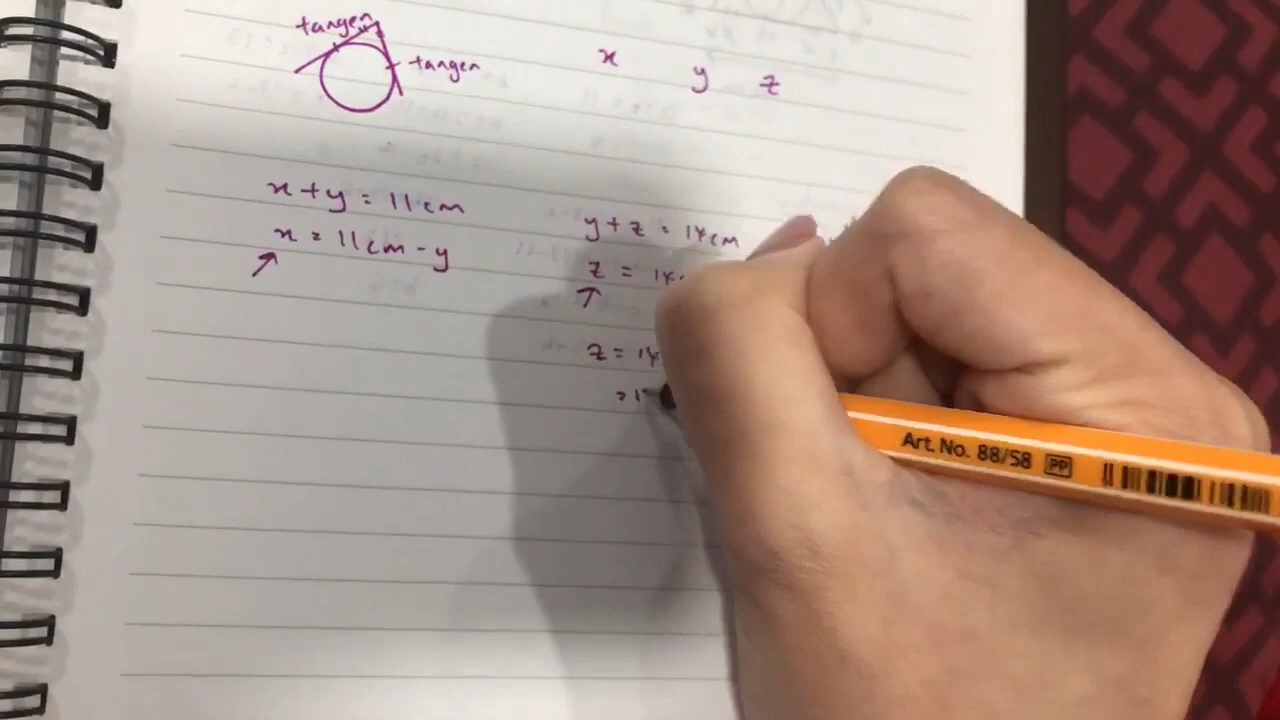 tangen
tangen
x y z
x + y = 11 cm
x = 11 cm - y
y + z = 14 cm
z = 14
z = 14
Art. No. 88/58 PP